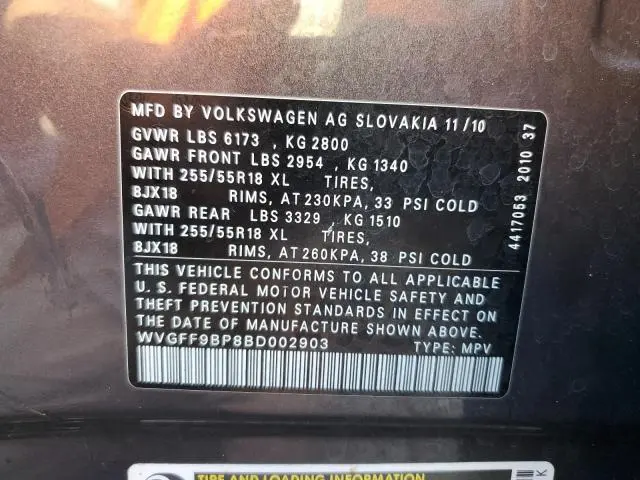 MFD BY VOLKSWAGEN AG SLOVAKIA 11/10
GVWR LBS 6173 , KG 2800
GAWR FRONT LBS 2954 , KG 1340
WITH 255/55R18 XL TIRES,
8JX18 RIMS, AT 230KPA, 33 PSI COLD
GAWR REAR LBS 3329 , KG 1510
WITH 255/55R18 XL TIRES,
8JX18 RIMS, AT 260KPA, 38 PSI COLD
THIS VEHICLE CONFORMS TO ALL APPLICABLE
U. S. FEDERAL MOTOR VEHICLE SAFETY AND
THEFT PREVENTION STANDARDS IN EFFECT ON
THE DATE OF MANUFACTURE SHOWN ABOVE.
WVGFF9BP8BD002903 TYPE: MPV
4417053 2010 37
TIRE AND LOADING INFORMATION
K